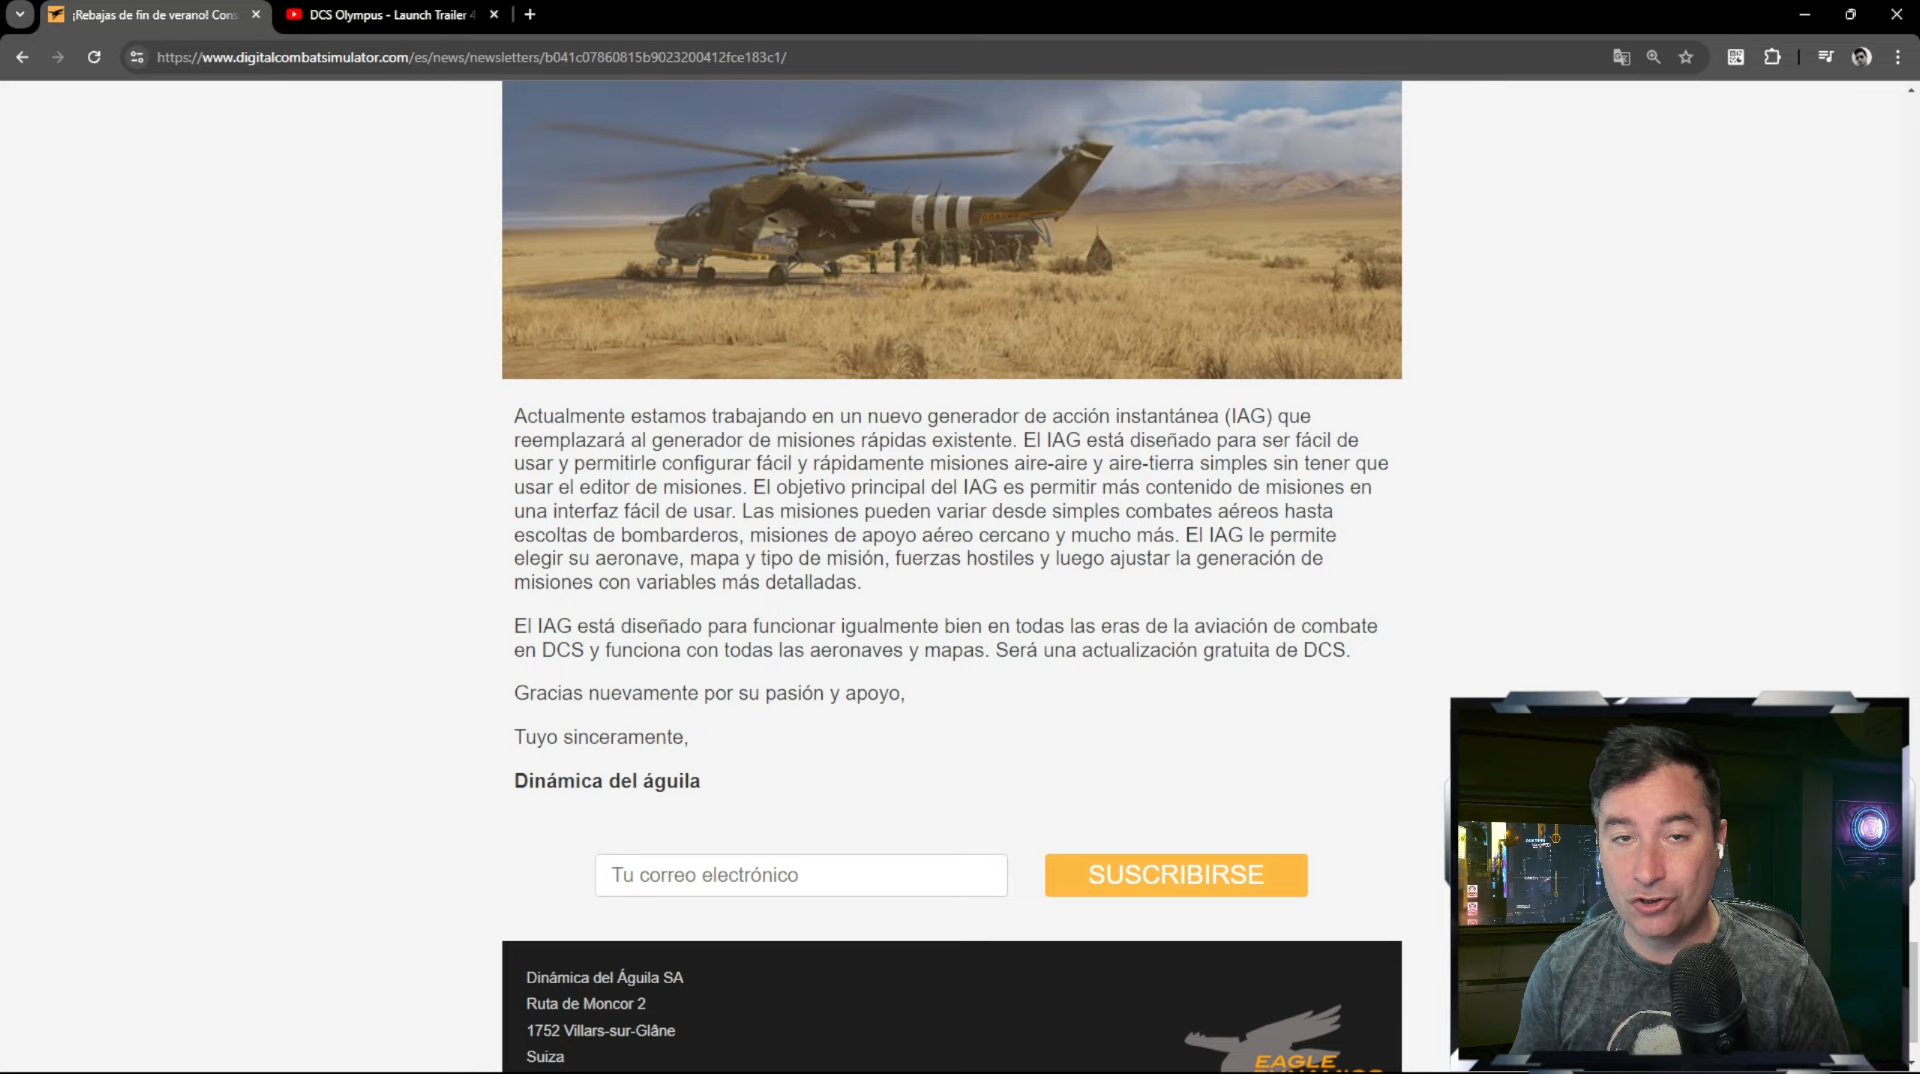 ¡Rebajas de fin de verano! Cons
DCS Olympus - Launch Trailer 4
https://www.digitalcombatsimulator.com/es/news/newsletters/b041c07860815b9023200412fce183c1/
Actualmente estamos trabajando en un nuevo generador de acción instantánea (IAG) que
reemplazará al generador de misiones rápidas existente. El IAG está diseñado para ser fácil de
usar y permitirle configurar fácil y rápidamente misiones aire-aire y aire-tierra simples sin tener que
usar el editor de misiones. El objetivo principal del IAG es permitir más contenido de misiones en
una interfaz fácil de usar. Las misiones pueden variar desde simples combates aéreos hasta
escoltas de bombarderos, misiones de apoyo aéreo cercano y mucho más. El IAG le permite
elegir su aeronave, mapa y tipo de misión, fuerzas hostiles y luego ajustar la generación de
misiones con variables más detalladas.
El IAG está diseñado para funcionar igualmente bien en todas las eras de la aviación de combate
en DCS y funciona con todas las aeronaves y mapas. Será una actualización gratuita de DCS.
Gracias nuevamente por su pasión y apoyo,
Tuyo sinceramente,
Dinámica del águila
Tu correo electrónico
SUSCRIBIRSE
Dinámica del Águila SA
Ruta de Moncor 2
1752 Villars-sur-Glâne
Suiza
EAGLE
DYNAMICS